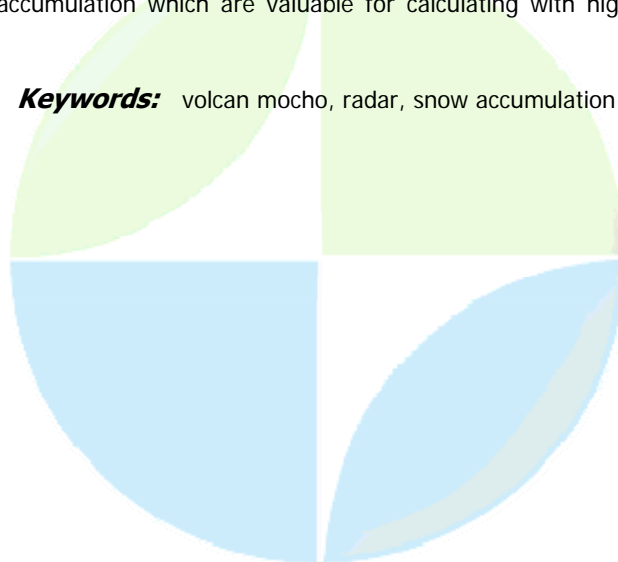 accumulation which are valuable for calculating with hig
Keywords: volcan mocho, radar, snow accumulation